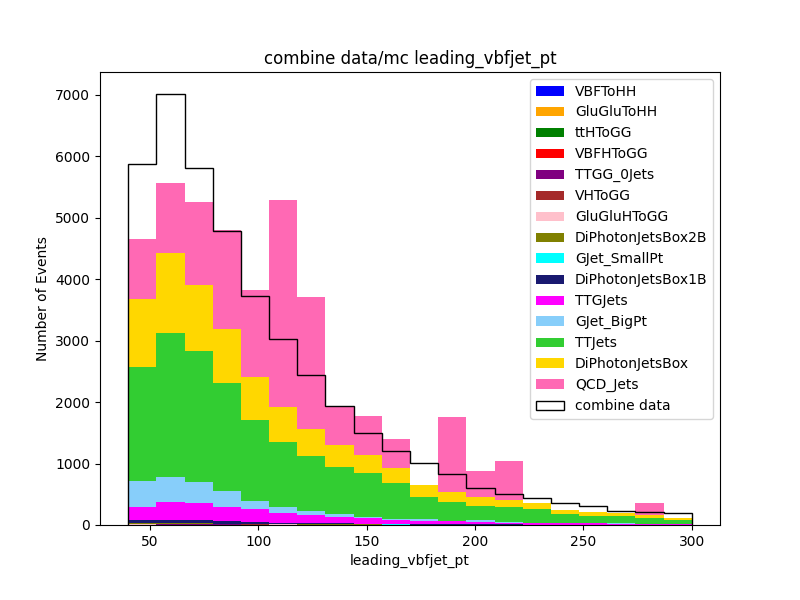 combine data/mc leading_vbfjet_pt
Number of Events
7000
6000
5000
4000
3000
2000
1000
0
50
100
150
200
250
300
leading_vbfjet_pt
VBFToHH
GluGluToHH
ttHToGG
VBFHToGG
TTGG_0Jets
VHToGG
GluGluHToGG
DiPhotonJetsBox2B
GJet_SmallPt
DiPhotonJetsBox1B
TTGJets
GJet_BigPt
TTJets
DiPhotonJetsBox
QCD_Jets
combine data